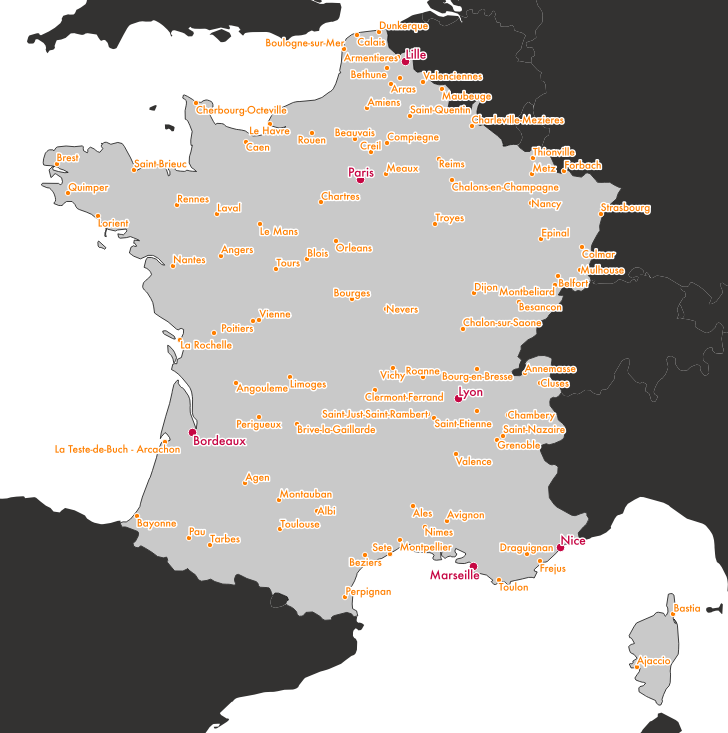 Dunkerque
Calais
Boulogne-sur-Mer
Lille
Armentieres
Bethune
Valenciennes
Arras
Maubeuge
Amiens
Saint-Quentin
Cherbourg-Octeville
Charleville-Mezieres
Le Havre
Rouen
Beauvais
Compiegne
Caen
Creil
Thionville
Brest
Saint-Brieuc
Reims
Metz
Forbach
Paris
Meaux
Quimper
Chalons-en-Champagne
Rennes
Chartres
Laval
Nancy
Strasbourg
Lorient
Troyes
Le Mans
Epinal
Angers
Blois
Orleans
Colmar
Nantes
Tours
Mulhouse
Belfort
Dijon
Montbeliard
Bourges
Nevers
Besancon
Vienne
Poitiers
Chalon-sur-Saone
La Rochelle
Annemasse
Vichy
Roanne
Bourg-en-Bresse
Cluses
Angouleme
Limoges
Clermont-Ferrand
Lyon
Saint-Just-Saint-Rambert
Chambery
Perigueux
Brive-la-Gaillarde
Saint-Etienne
Saint-Nazaire
Bordeaux
Grenoble
La Teste-de-Buch - Arcachon
Valence
Agen
Montauban
Albi
Ales
Avignon
Bayonne
Toulouse
Nimes
Pau
Tarbes
Sete
Montpellier
Draguignan
Nice
Beziers
Marseille
Frejus
Toulon
Perpignan
Bastia
Ajaccio